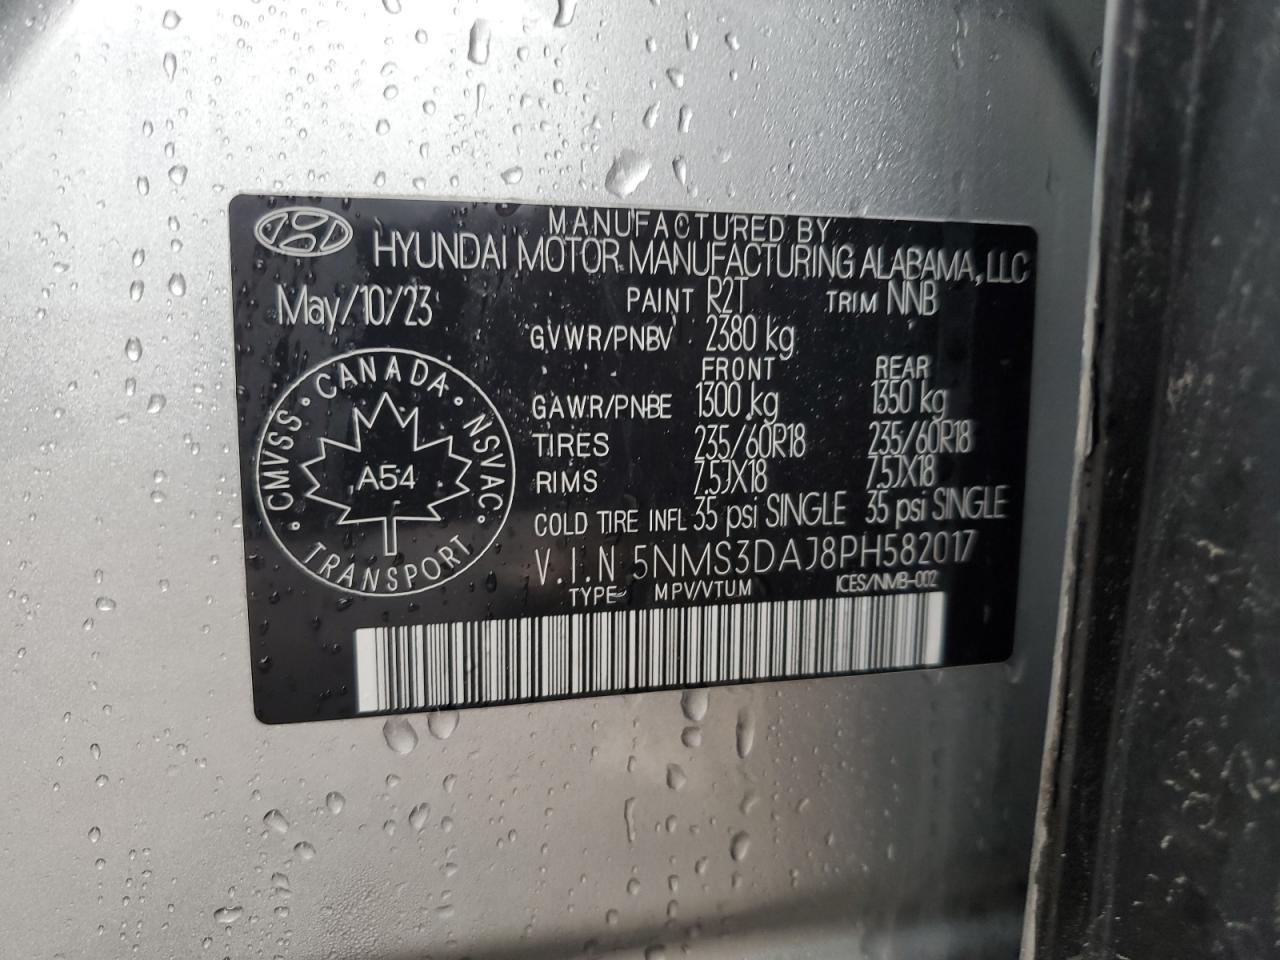 MANUFACTURED BY
HYUNDAI MOTOR MANUFACTURING ALABAMA, LLC
May/10/23 PAINT R2T TRIM NNB
GVWR/PNBV 2380 kg
FRONT REAR
GAWR/PNBE 1300 kg 1350 kg
TIRES 235/60R18 235/60R18
RIMS 7.5JX18 7.5JX18
COLD TIRE INFL 35 psi SINGLE 35 psi SINGLE
V.I.N 5NMS3DAJ8PH582017
TYPE MPV/VTUM ICES/NMB-002
CMVSS · CANADA · NSVAC ·
TRANSPORT
A54